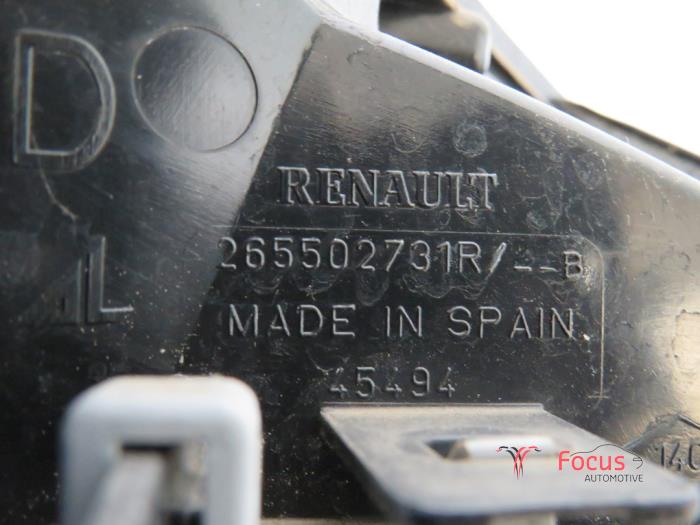 D
RENAULT
265502731R/--B
L
MADE IN SPAIN
45494
Focus
AUTOMOTIVE